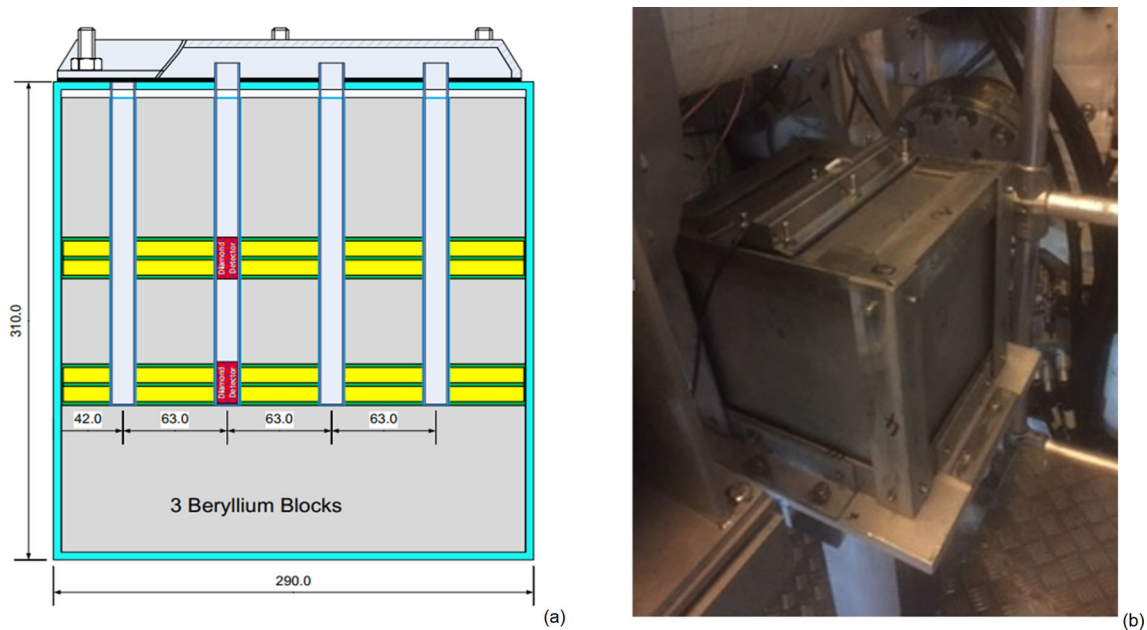 Diamond
Detector
310.0
Diamond
Detector
42.0
63.0
63.0
63.0
3 Beryllium Blocks
290.0
(a)
(b)